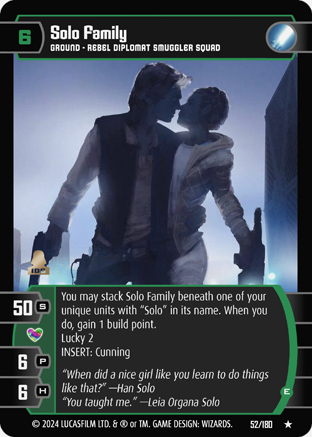 6
Solo Family
GROUND - REBEL DIPLOMAT SMUGGLER SQUAD
50 S
6 P
6 H
You may stack Solo Family beneath one of your
unique units with “Solo” in its name. When you
do, gain 1 build point.
Lucky 2
INSERT: Cunning
“When did a nice girl like you learn to do things
like that?” —Han Solo
“You taught me.” —Leia Organa Solo
E
© 2024 LUCASFILM LTD. & ® or TM. GAME DESIGN: WIZARDS.
52/180